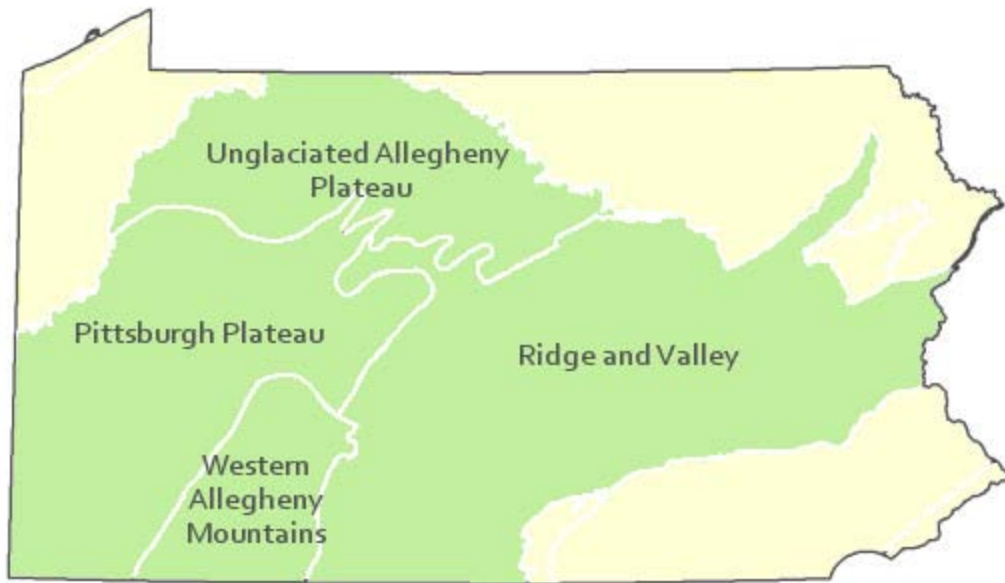 Unglaciated Allegheny
Plateau
Pittsburgh Plateau
Ridge and Valley
Western
Allegheny
Mountains